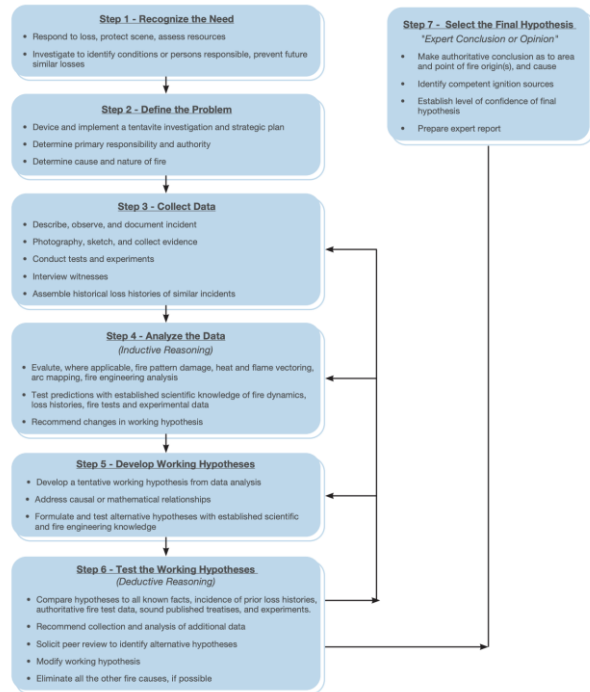 Step 1 - Recognize the Need
• Respond to loss, protect scene, assess resources
• Investigate to identify conditions or persons responsible, prevent future
similar losses
Step 2 - Define the Problem
• Device and implement a tentavite investigation and strategic plan
• Determine primary responsibility and authority
• Determine cause and nature of fire
Step 3 - Collect Data
• Describe, observe, and document incident
• Photography, sketch, and collect evidence
• Conduct tests and experiments
• Interview witnesses
• Assemble historical loss histories of similar incidents
Step 4 - Analyze the Data
(Inductive Reasoning)
• Evalute, where applicable, fire pattern damage, heat and flame vectoring,
arc mapping, fire engineering analysis
• Test predictions with established scientific knowledge of fire dynamics,
loss histories, fire tests and experimental data
• Recommend changes in working hypothesis
Step 5 - Develop Working Hypotheses
• Develop a tentative working hypothesis from data analysis
• Address causal or mathematical relationships
• Formulate and test alternative hypotheses with established scientific
and fire engineering knowledge
Step 6 - Test the Working Hypotheses
(Deductive Reasoning)
• Compare hypotheses to all known facts, incidence of prior loss histories,
authoritative fire test data, sound published treatises, and experiments.
• Recommend collection and analysis of additional data
• Solicit peer review to identify alternative hypotheses
• Modify working hypothesis
• Eliminate all the other fire causes, if possible
Step 7 - Select the Final Hypothesis
"Expert Conclusion or Opinion"
• Make authoritative conclusion as to area
and point of fire origin(s), and cause
• Identify competent ignition sources
• Establish level of confidence of final
hypothesis
• Prepare expert report